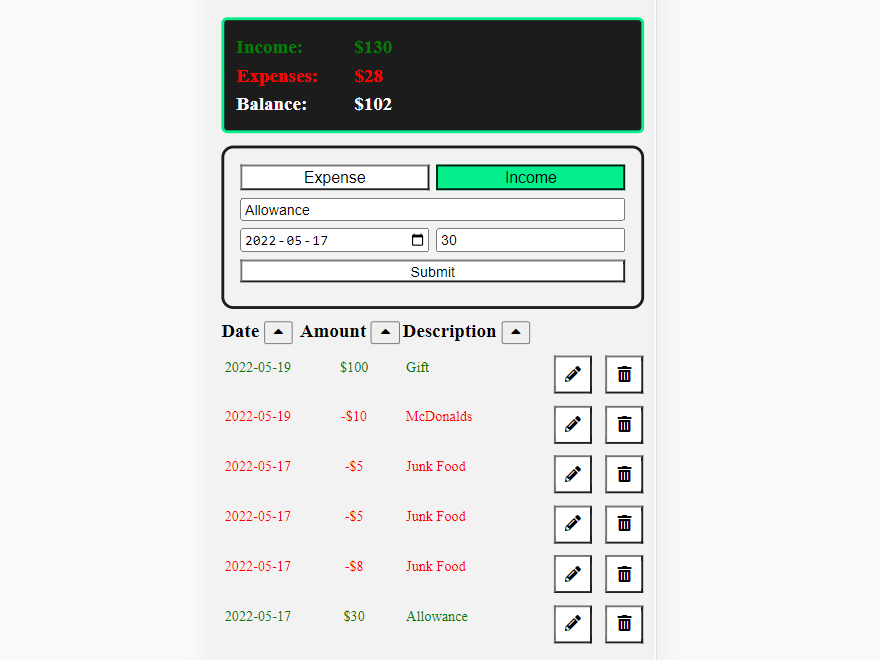 Income: $130
Expenses: $28
Balance: $102
Expense Income
Allowance
2022-05-17 30
Submit
Date Amount Description
2022-05-19 $100 Gift
2022-05-19 -$10 McDonalds
2022-05-17 -$5 Junk Food
2022-05-17 -$5 Junk Food
2022-05-17 -$8 Junk Food
2022-05-17 $30 Allowance